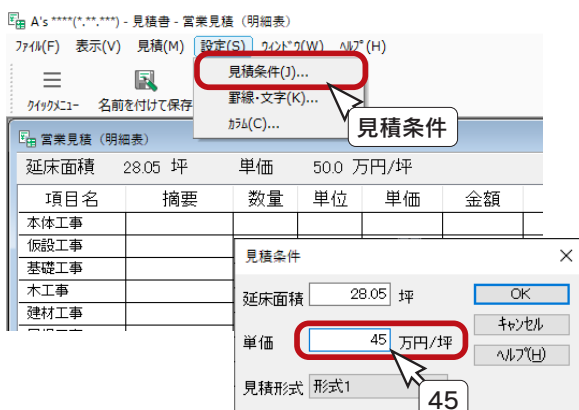 A's ****(*.**.***) - 見積書 - 営業見積（明細表）
ﾌｧｲﾙ(F) 表示(V) 見積(M) 設定(S) ｳｨﾝﾄﾞｳ(W) ﾍﾙﾌﾟ(H)
見積条件(J)...
罫線・文字(K)...
ｶﾗﾑ(C)...
ｸｲｯｸﾒﾆｭｰ 名前を付けて保存
見積条件
営業見積（明細表）
延床面積 28.05 坪 単価 50.0 万円/坪
項目名 摘要 数量 単位 単価 金額
本体工事
仮設工事
基礎工事
木工事
建材工事
見積条件
延床面積 28.05 坪 OK
ｷｬﾝｾﾙ
単価 45 万円/坪
ﾍﾙﾌﾟ(H)
見積形式 形式1
45